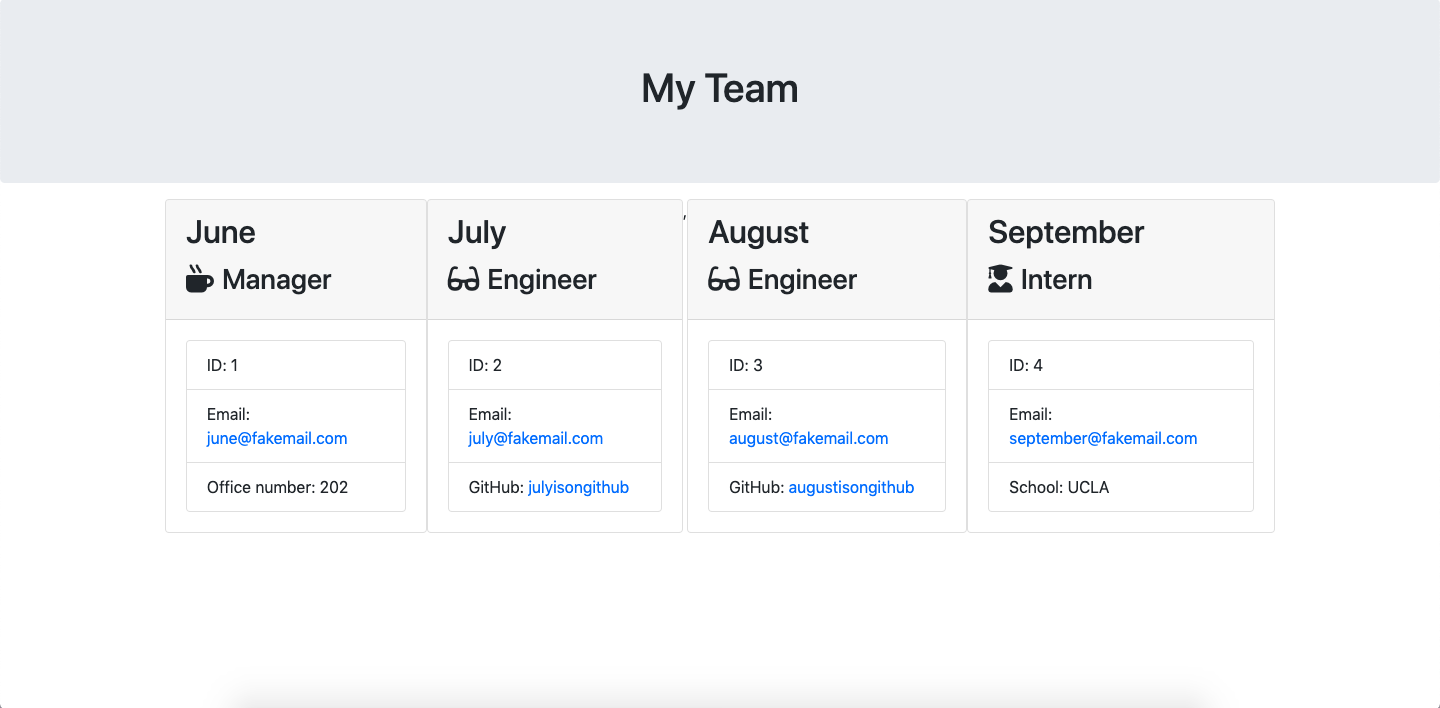 My Team
June
Manager
ID: 1
Email:
june@fakemail.com
Office number: 202
July
Engineer
ID: 2
Email:
july@fakemail.com
GitHub: julyisongithub
,
August
Engineer
ID: 3
Email:
august@fakemail.com
GitHub: augustisongithub
September
Intern
ID: 4
Email:
september@fakemail.com
School: UCLA